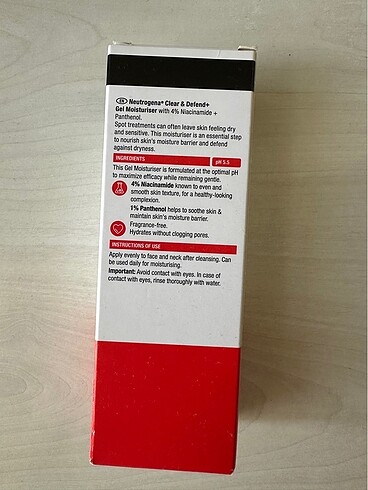 EN Neutrogena® Clear & Defend+
Gel Moisturiser with 4% Niacinamide +
Panthenol.
Spot treatments can often leave skin feeling dry
and sensitive. This moisturiser is an essential step
to nourish skin's moisture barrier and defend
against dryness.
INGREDIENTS pH 5.5
This Gel Moisturiser is formulated at the optimal pH
to maximize efficacy while remaining gentle.
4% Niacinamide known to even and
smooth skin texture, for a healthy-looking
complexion.
1% Panthenol helps to soothe skin &
maintain skin's moisture barrier.
Fragrance-free.
Hydrates without clogging pores.
INSTRUCTIONS OF USE
Apply evenly to face and neck after cleansing. Can
be used daily for moisturising.
Important: Avoid contact with eyes. In case of
contact with eyes, rinse thoroughly with water.